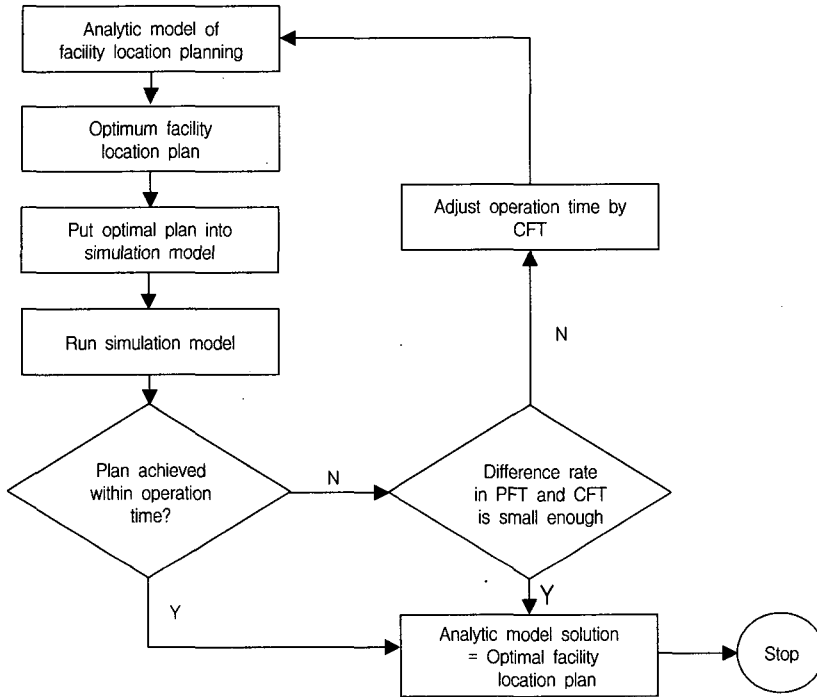 Analytic model of
facility location planning
Optimum facility
location plan
Put optimal plan into
simulation model
Run simulation model
Plan achieved
within operation
time?
N
Y
Difference rate
in PFT and CFT
is small enough
N
Y
Adjust operation time by
CFT
Analytic model solution
= Optimal facility
location plan
Stop